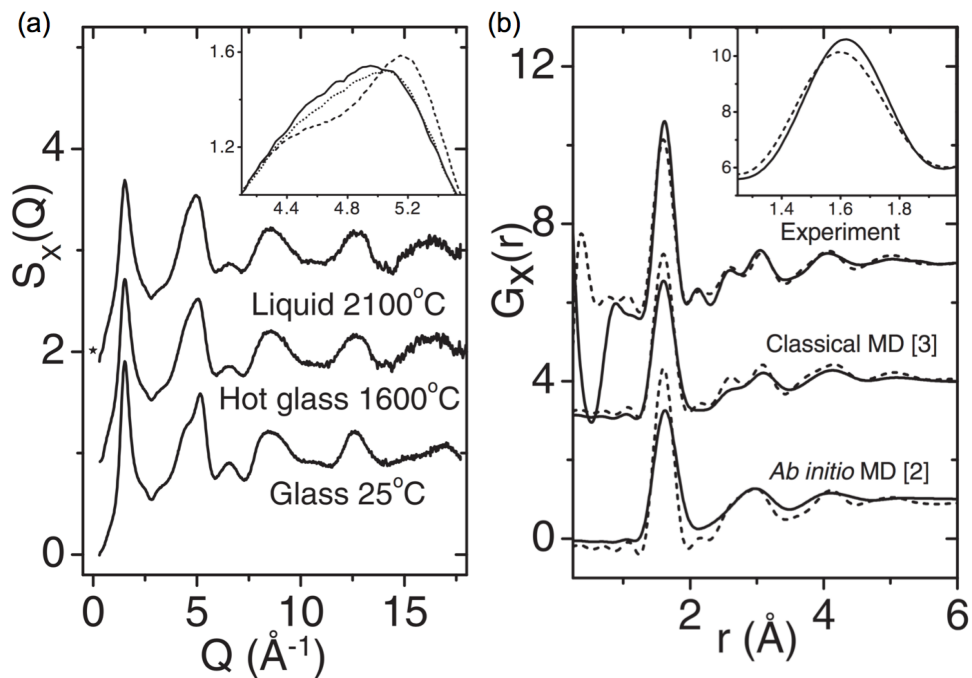 (a)
1.6
1.2
4.4 4.8 5.2
4
2
0
Sx(Q)
*
Liquid 2100°C
Hot glass 1600°C
Glass 25°C
0 5 10 15
Q (Å-1)
(b)
12
8
4
0
Gx(r)
10
8
6
1.4 1.6 1.8
Experiment
Classical MD [3]
Ab initio MD [2]
2 4 6
r (Å)